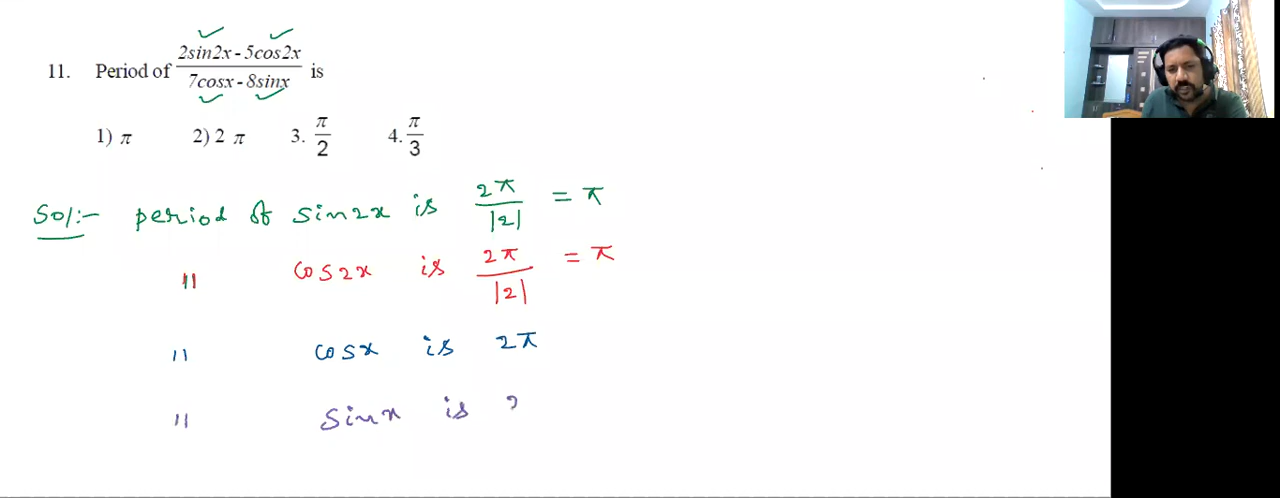 11. Period of (2sin2x - 5cos2x)/(7cosx - 8sinx) is
1) π 2) 2 π 3. π/2 4. π/3
Sol:- period of sin2x is 2π/|2| = π
" cos2x is 2π/|2| = π
" cosx is 2π
" sinx is